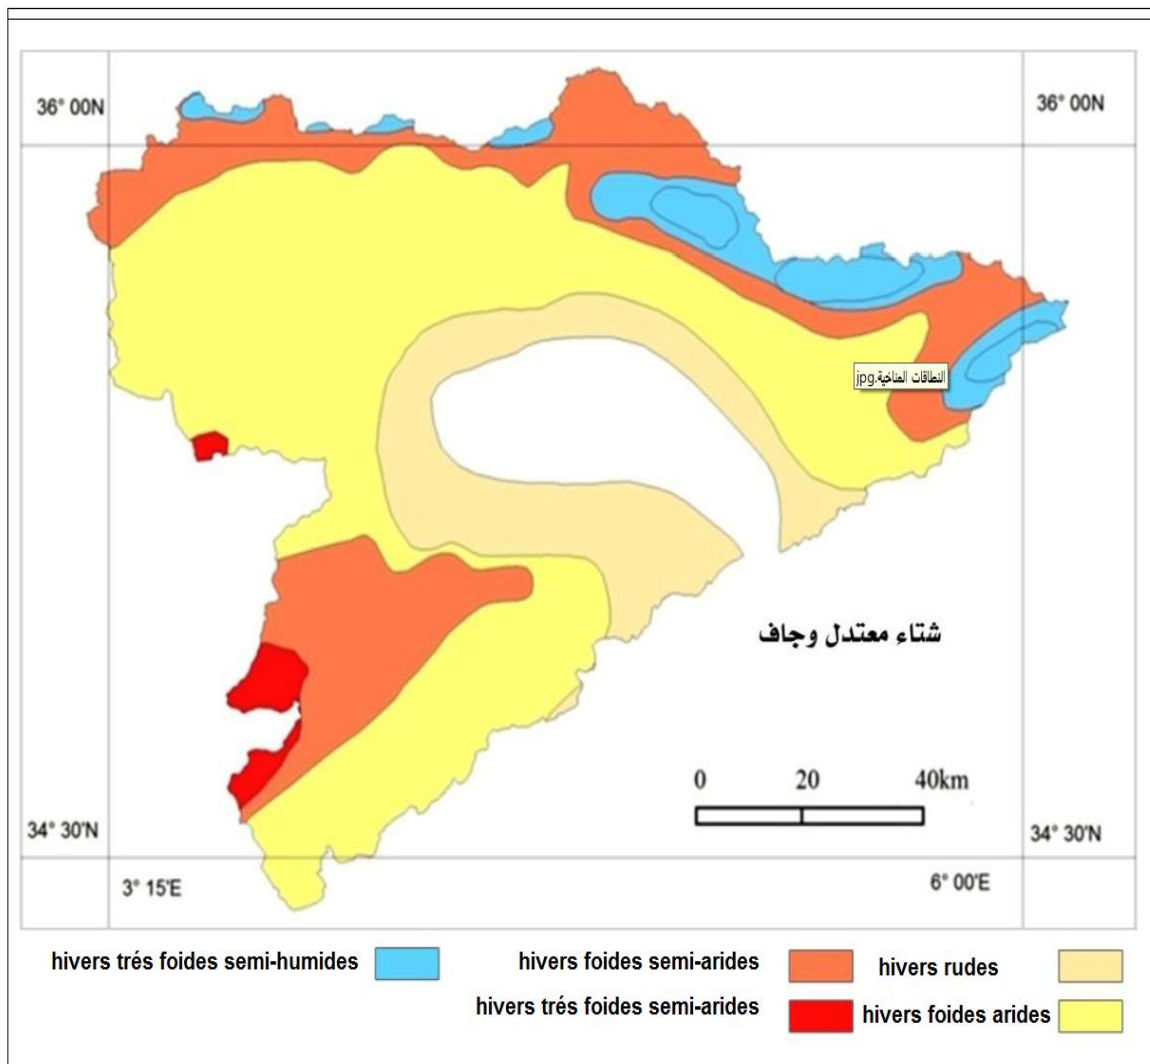 36° 00N
36° 00N
النطاقات المناخية.jpg
شتاء معتدل وجاف
0 20 40km
34° 30'N
34° 30'N
3° 15'E
6° 00'E
hivers trés foides semi-humides
hivers foides semi-arides
hivers rudes
hivers trés foides semi-arides
hivers foides arides